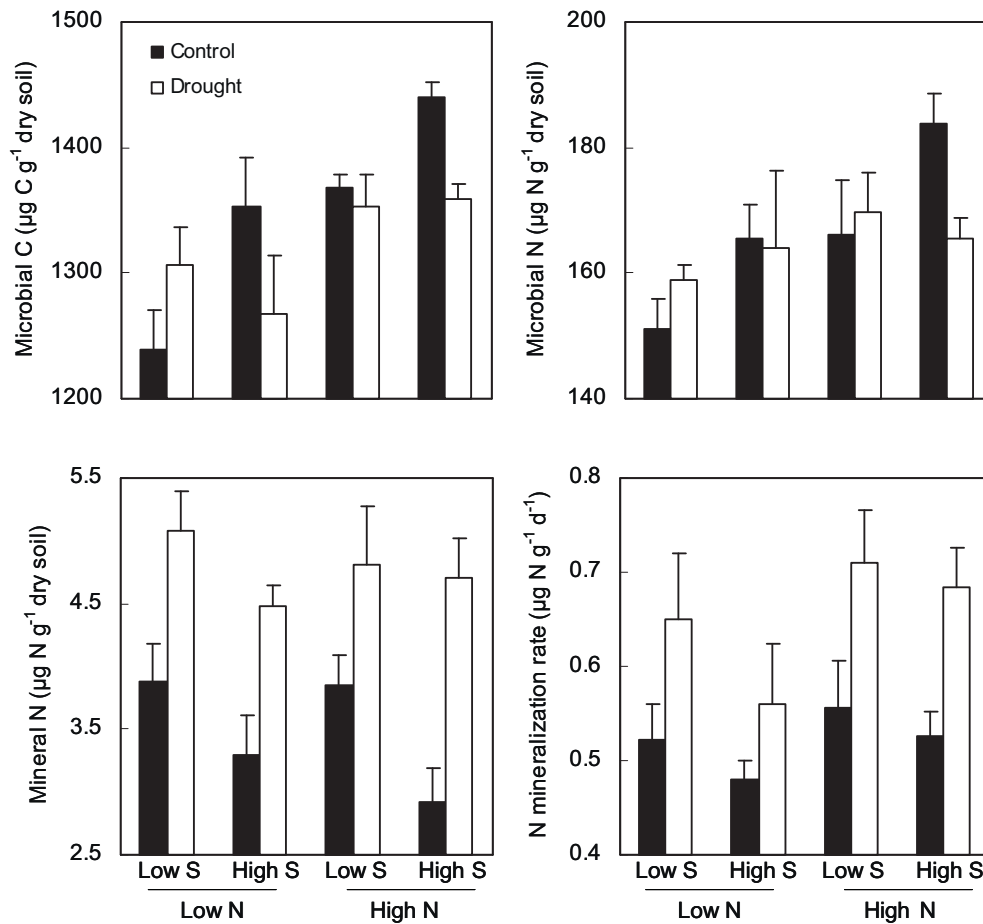 Microbial C (µg C g⁻¹ dry soil)
1500
1400
1300
1200
Control
Drought
Microbial N (µg N g⁻¹ dry soil)
200
180
160
140
Mineral N (µg N g⁻¹ dry soil)
5.5
4.5
3.5
2.5
Low S High S Low S High S
Low N High N
N mineralization rate (µg N g⁻¹ d⁻¹)
0.8
0.7
0.6
0.5
0.4
Low S High S Low S High S
Low N High N